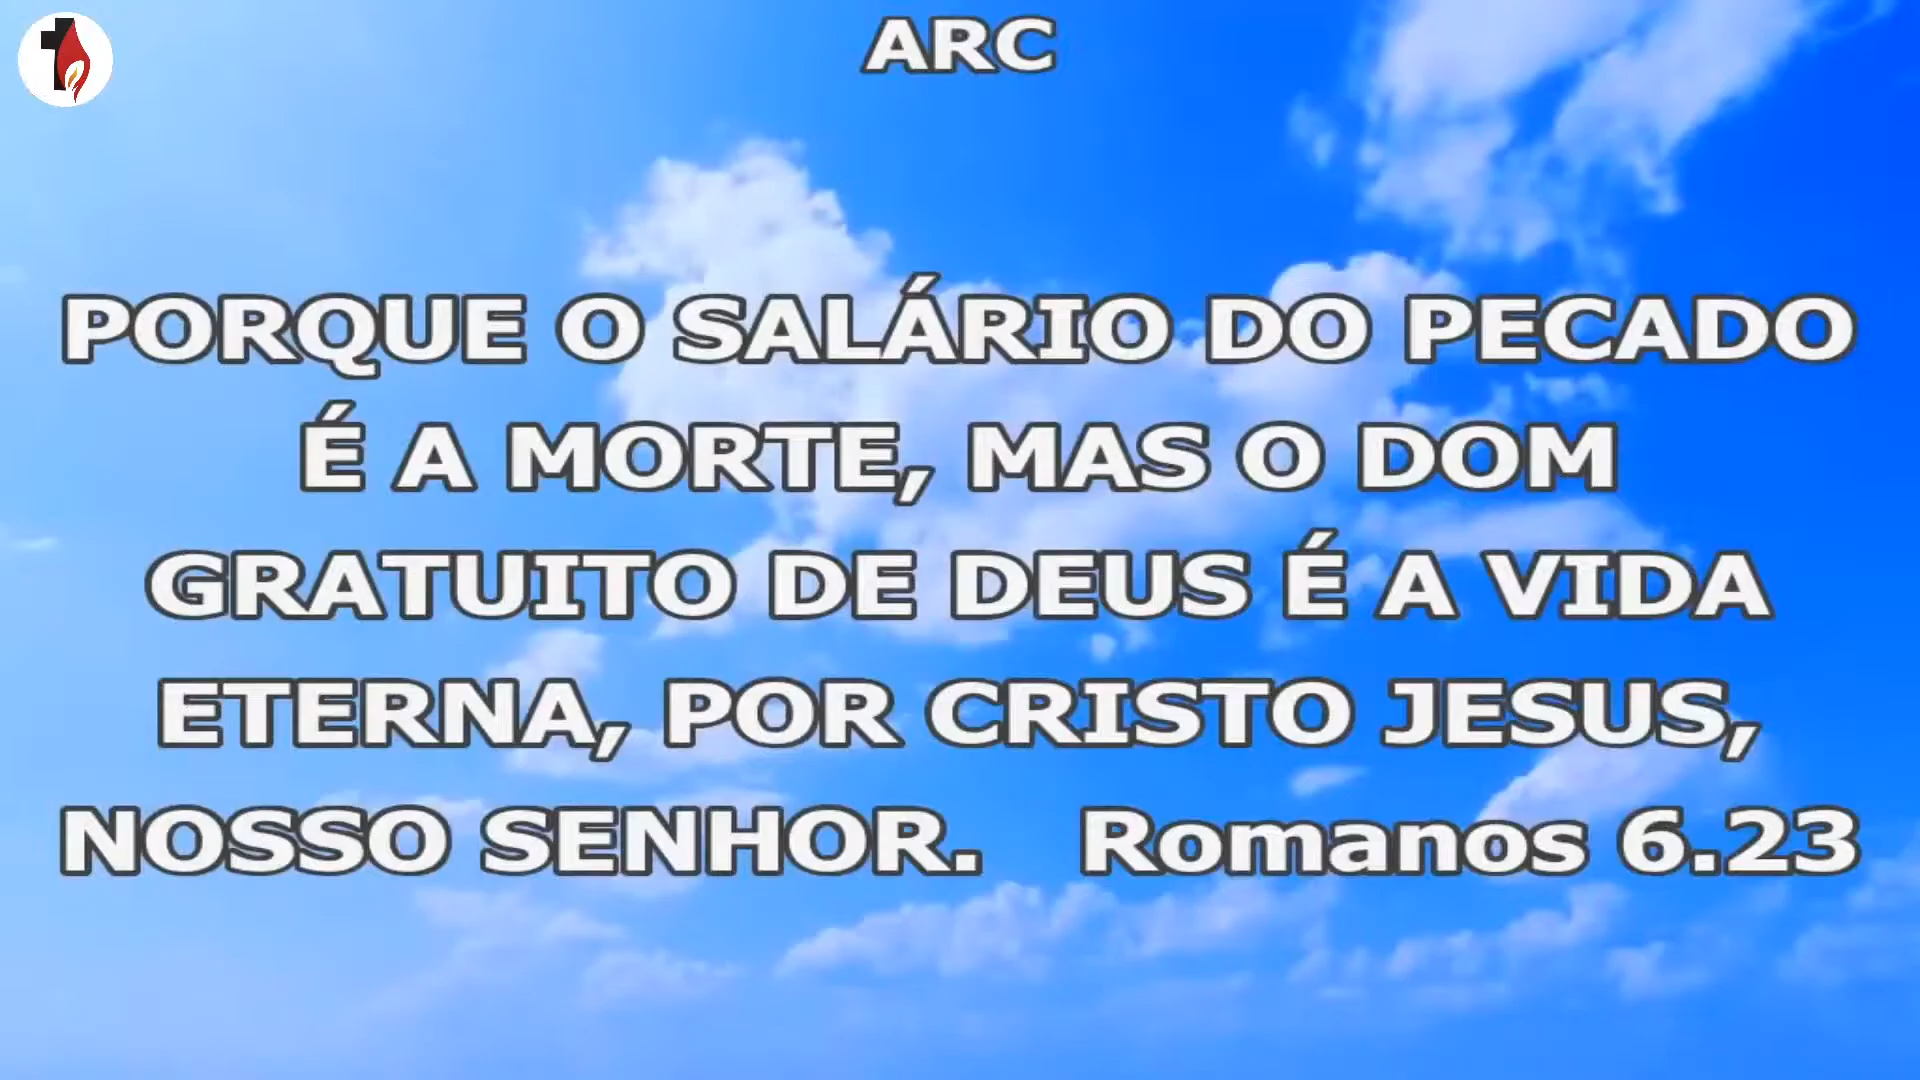 ARC
PORQUE O SALÁRIO DO PECADO
É A MORTE, MAS O DOM
GRATUITO DE DEUS É A VIDA
ETERNA, POR CRISTO JESUS,
NOSSO SENHOR. Romanos 6.23